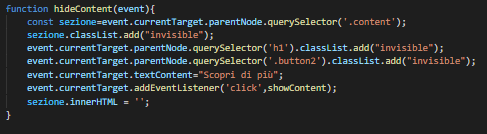 function hideContent(event){
const sezione=event.currentTarget.parentNode.querySelector('.content');
sezione.classList.add("invisible");
event.currentTarget.parentNode.querySelector('h1').classList.add("invisible");
event.currentTarget.parentNode.querySelector('.button2').classList.add("invisible");
event.currentTarget.textContent="Scopri di più";
event.currentTarget.addEventListener('click',showContent);
sezione.innerHTML = '';
}